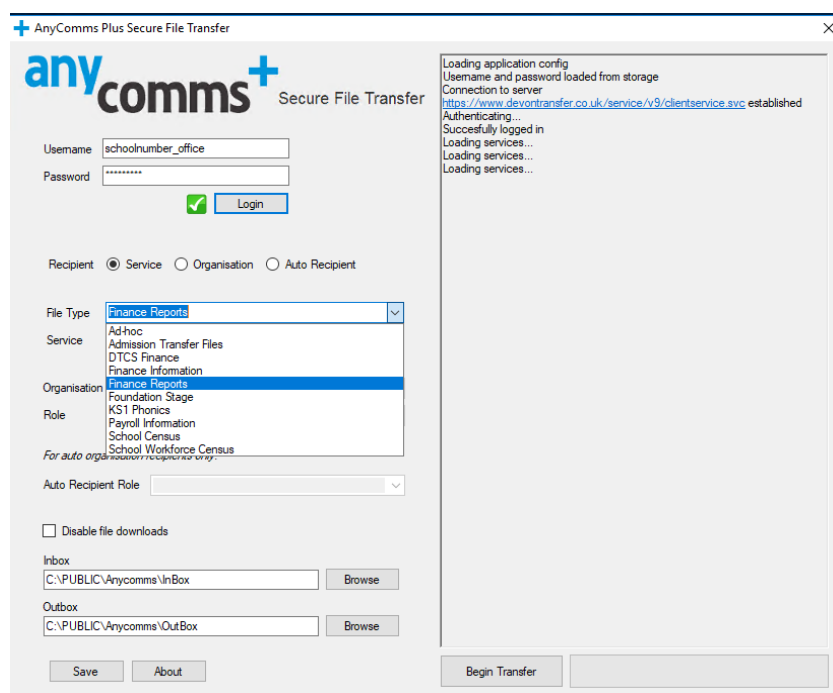 AnyComms Plus Secure File Transfer
any
comms+
Secure File Transfer
Username schoolnumber_office
Password *********
Login
Recipient Service Organisation Auto Recipient
File Type Finance Reports
Service
Ad-hoc
Admission Transfer Files
DTCS Finance
Finance Information
Finance Reports
Foundation Stage
KS1 Phonics
Payroll Information
School Census
School Workforce Census
Organisation
Role
For auto organisation recipients only:
Auto Recipient Role
Disable file downloads
Inbox
C:\PUBLIC\Anycomms\InBox Browse
Outbox
C:\PUBLIC\Anycomms\OutBox Browse
Save About
Loading application config
Username and password loaded from storage
Connection to server
https://www.devontransfer.co.uk/service/v9/clientservice.svc established
Authenticating...
Succesfully logged in
Loading services...
Loading services...
Loading services...
Begin Transfer